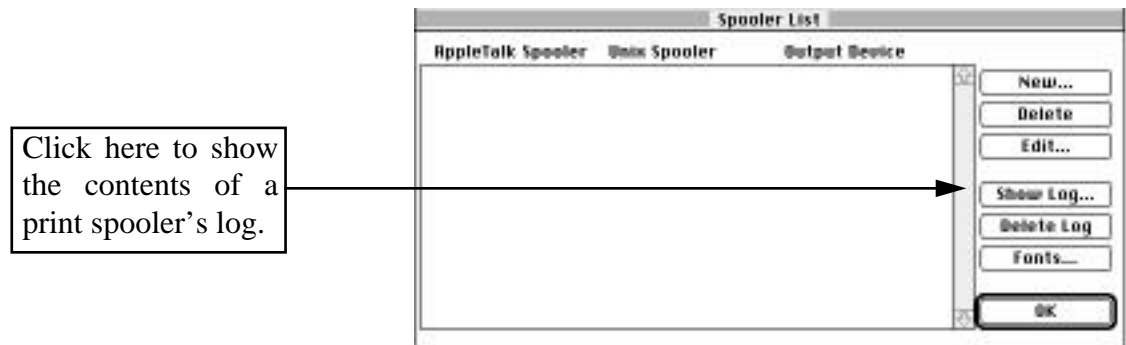 Spooler List
AppleTalk Spooler Unix Spooler Output Device
New...
Delete
Edit...
Click here to show
the contents of a
print spooler's log.
Show Log...
Delete Log
Fonts...
OK